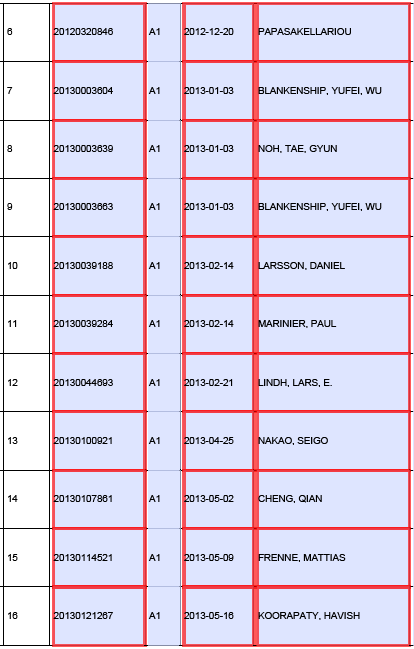 6 20120320846 A1 2012-12-20 PAPASAKELLARIOU
7 20130003604 A1 2013-01-03 BLANKENSHIP, YUFEI, WU
8 20130003639 A1 2013-01-03 NOH, TAE, GYUN
9 20130003663 A1 2013-01-03 BLANKENSHIP, YUFEI, WU
10 20130039188 A1 2013-02-14 LARSSON, DANIEL
11 20130039284 A1 2013-02-14 MARINIER, PAUL
12 20130044693 A1 2013-02-21 LINDH, LARS, E.
13 20130100921 A1 2013-04-25 NAKAO, SEIGO
14 20130107861 A1 2013-05-02 CHENG, QIAN
15 20130114521 A1 2013-05-09 FRENNE, MATTIAS
16 20130121267 A1 2013-05-16 KOORAPATY, HAVISH